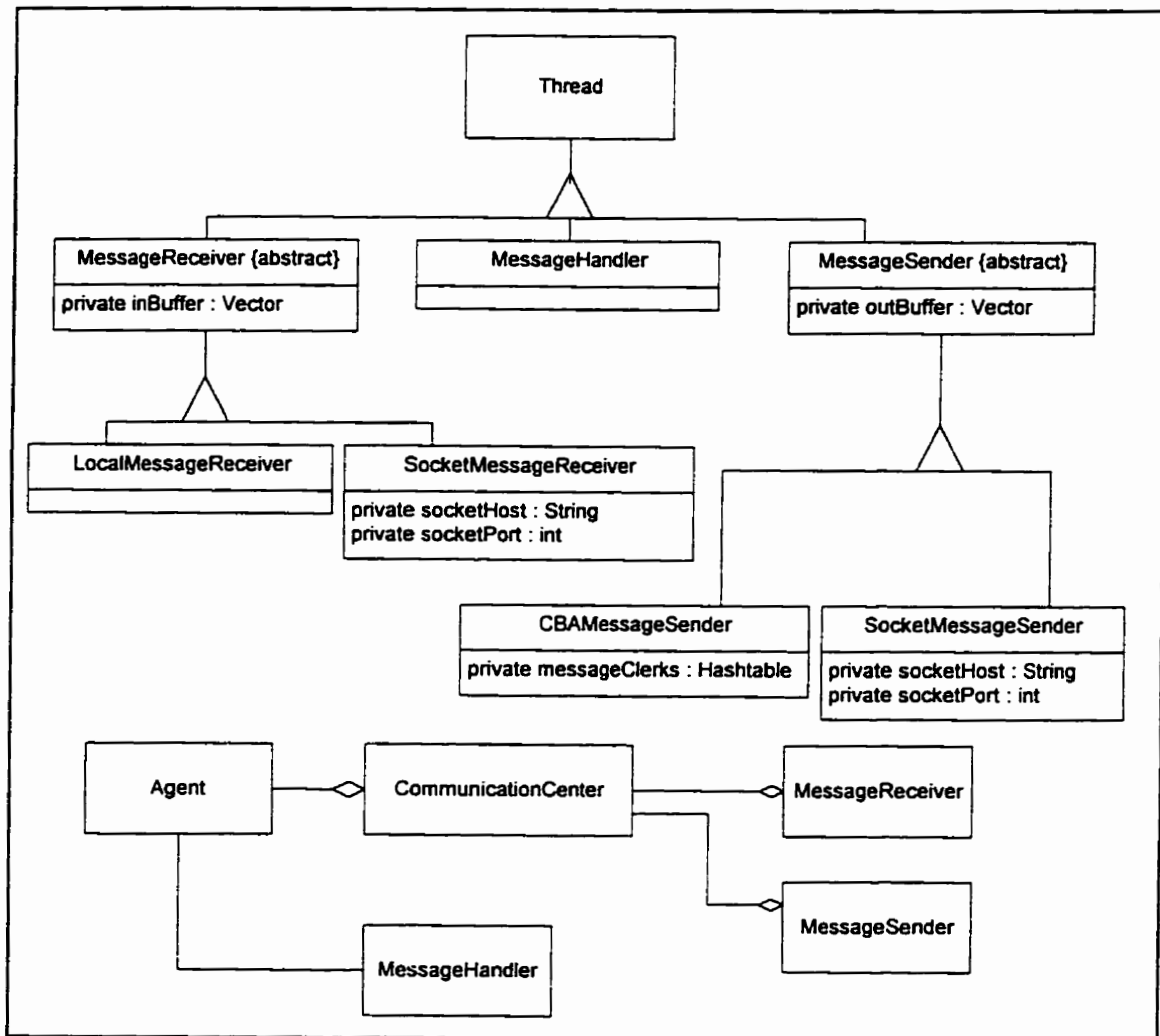 Thread
MessageReceiver {abstract}
private inBuffer : Vector
MessageHandler
MessageSender {abstract}
private outBuffer : Vector
LocalMessageReceiver
SocketMessageReceiver
private socketHost : String
private socketPort : int
CBAMessageSender
private messageClerks : Hashtable
SocketMessageSender
private socketHost : String
private socketPort : int
Agent
CommunicationCenter
MessageReceiver
MessageSender
MessageHandler